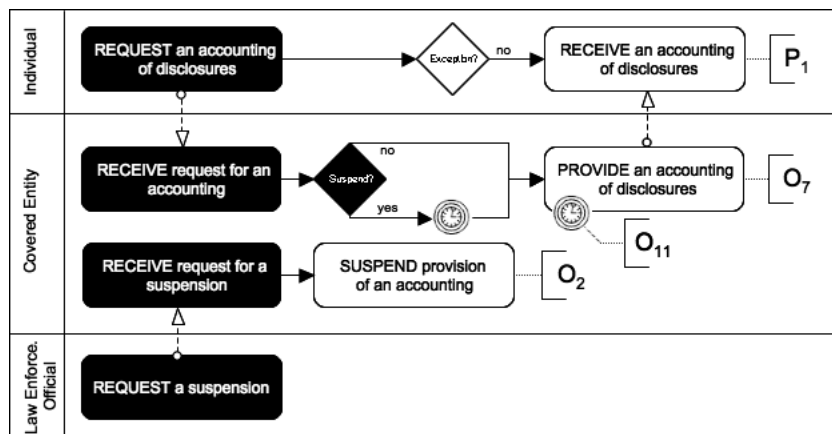 Individual
REQUEST an accounting
of disclosures
Exception?
no
RECEIVE an accounting
of disclosures
P1
Covered Entity
RECEIVE request for an
accounting
Suspend?
no
yes
PROVIDE an accounting
of disclosures
O7
O11
RECEIVE request for a
suspension
SUSPEND provision
of an accounting
O2
Law Enforce.
Official
REQUEST a suspension